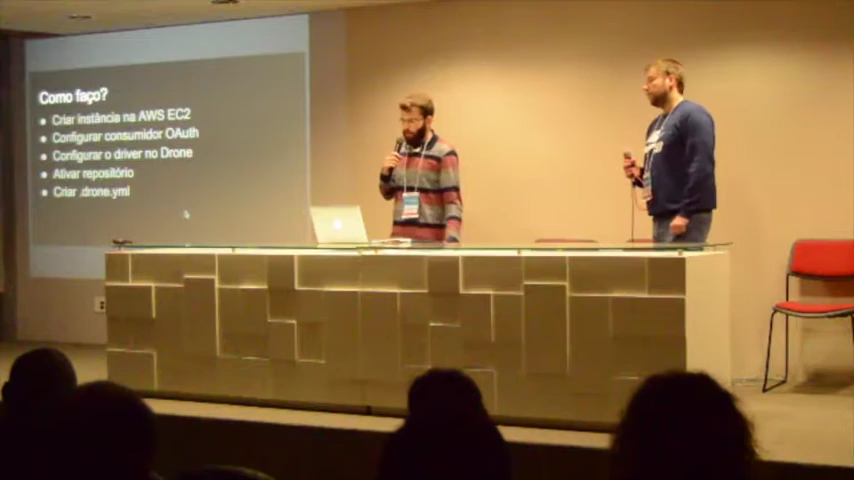 Como faço?
● Criar instância na AWS EC2
● Configurar consumidor OAuth
● Configurar o driver no Drone
● Ativar repositório
● Criar .drone.yml